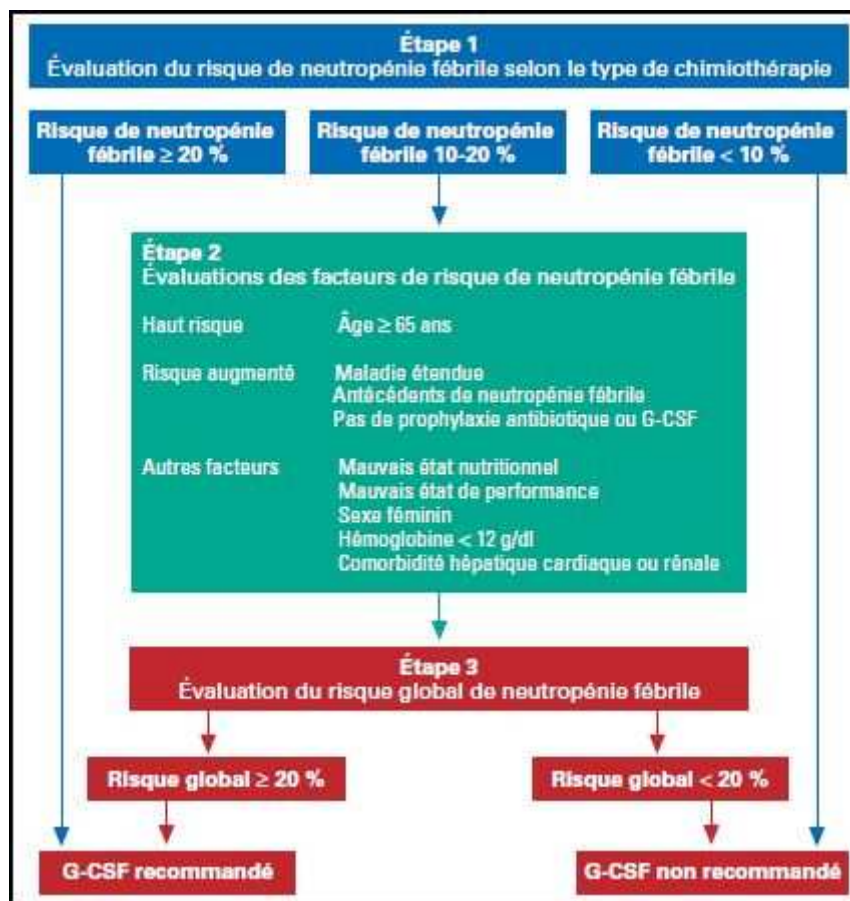 Étape 1
Évaluation du risque de neutropénie fébrile selon le type de chimiothérapie
Risque de neutropénie
fébrile ≥ 20 %
Risque de neutropénie
fébrile 10-20 %
Risque de neutropénie
fébrile < 10 %
Étape 2
Évaluations des facteurs de risque de neutropénie fébrile
Haut risque Âge ≥ 65 ans
Risque augmenté Maladie étendue
Antécédents de neutropénie fébrile
Pas de prophylaxie antibiotique ou G-CSF
Autres facteurs Mauvais état nutritionnel
Mauvais état de performance
Sexe féminin
Hémoglobine < 12 g/dl
Comorbidité hépatique cardiaque ou rénale
Étape 3
Évaluation du risque global de neutropénie fébrile
Risque global ≥ 20 %
Risque global < 20 %
G-CSF recommandé
G-CSF non recommandé